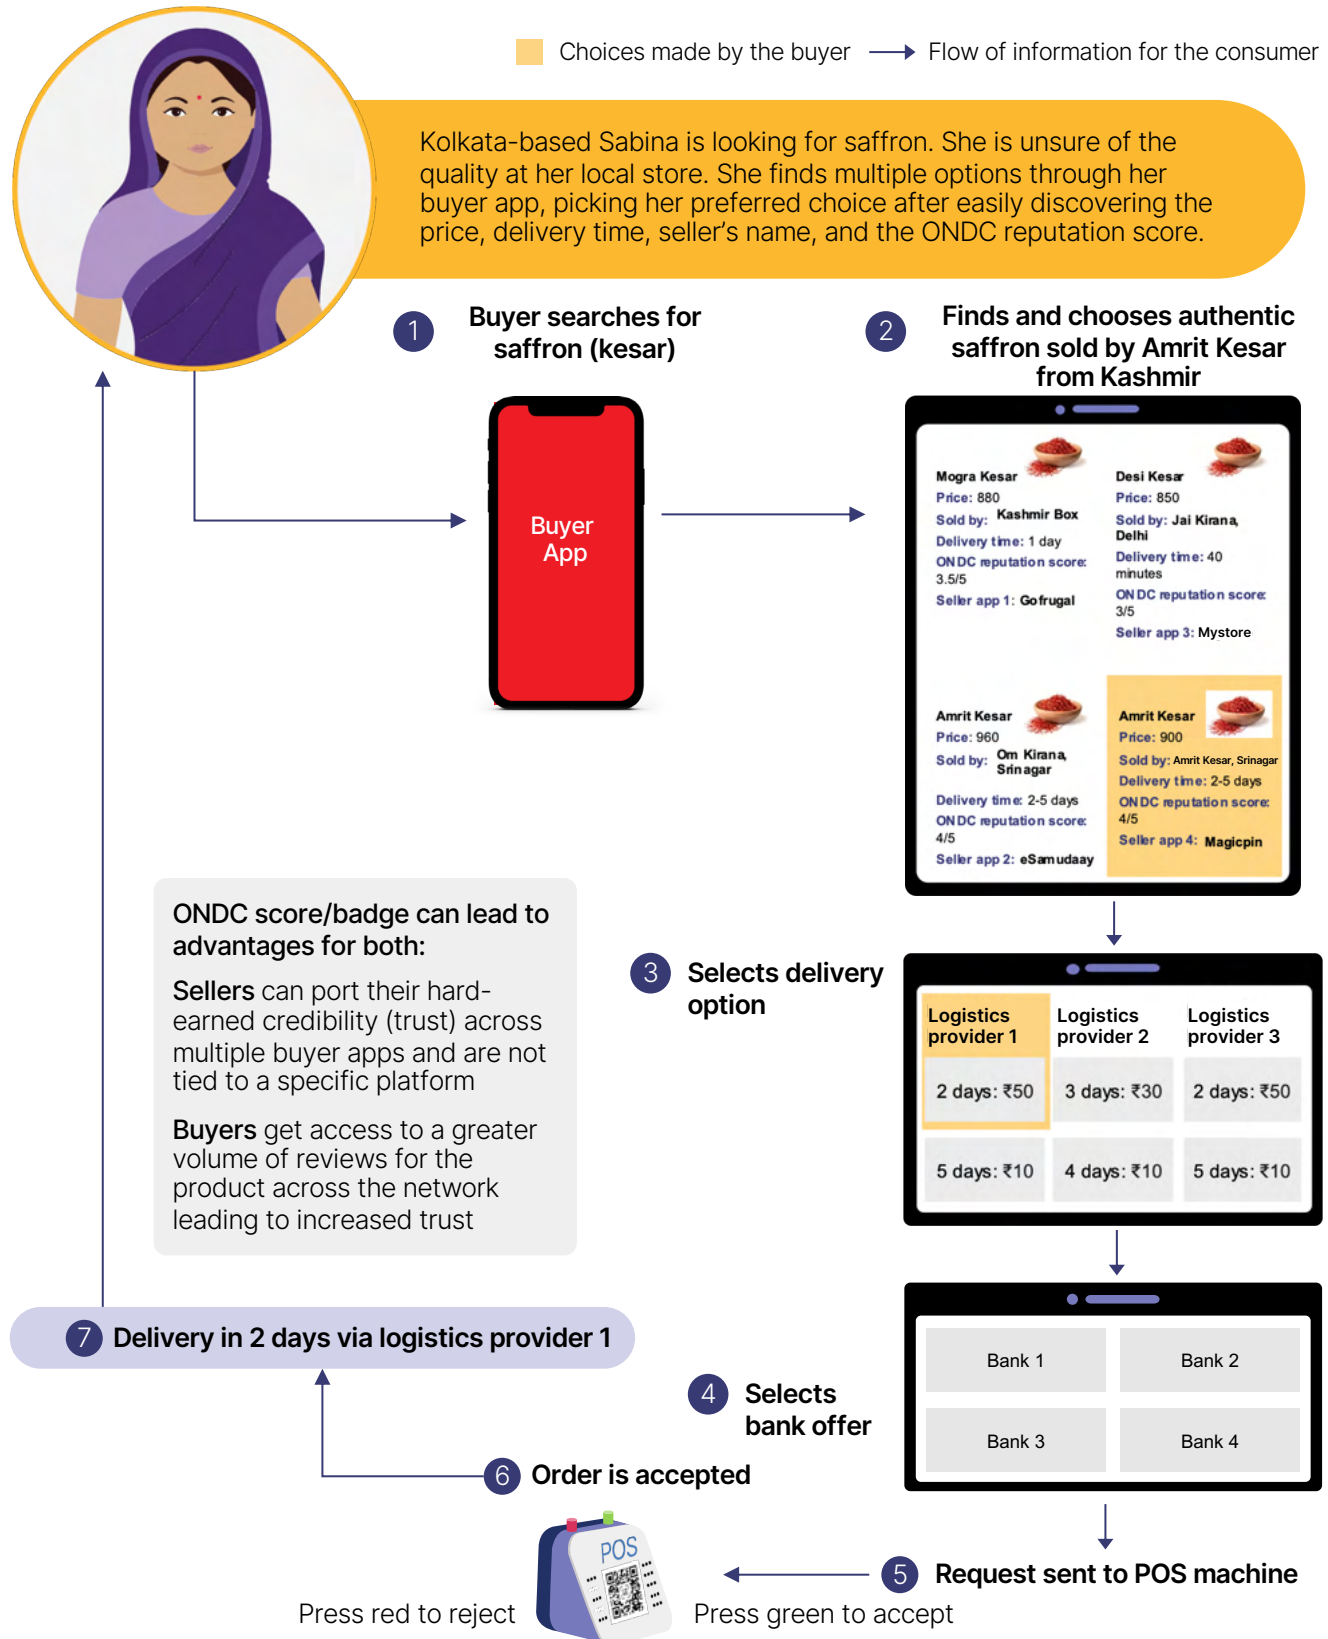 Choices made by the buyer
Flow of information for the consumer
Kolkata-based Sabina is looking for saffron. She is unsure of the
quality at her local store. She finds multiple options through her
buyer app, picking her preferred choice after easily discovering the
price, delivery time, seller's name, and the ONDC reputation score.
1
Buyer searches for
saffron (kesar)
Buyer
App
2
Finds and chooses authentic
saffron sold by Amrit Kesar
from Kashmir
Mogra Kesar
Price: 880
Sold by: Kashmir Box
Delivery time: 1 day
ONDC reputation score:
3.5/5
Seller app 1: Gofrugal
Desi Kesar
Price: 850
Sold by: Jai Kirana,
Delhi
Delivery time: 40
minutes
ONDC reputation score:
3/5
Seller app 3: Mystore
Amrit Kesar
Price: 960
Sold by: Om Kirana,
Srinagar
Delivery time: 2-5 days
ONDC reputation score:
4/5
Seller app 2: eSamudaay
Amrit Kesar
Price: 900
Sold by: Amrit Kesar, Srinagar
Delivery time: 2-5 days
ONDC reputation score:
4/5
Seller app 4: Magicpin
ONDC score/badge can lead to
advantages for both:
Sellers can port their hard-
earned credibility (trust) across
multiple buyer apps and are not
tied to a specific platform
Buyers get access to a greater
volume of reviews for the
product across the network
leading to increased trust
3
Selects delivery
option
Logistics
provider 1
Logistics
provider 2
Logistics
provider 3
2 days: ₹50
3 days: ₹30
2 days: ₹50
5 days: ₹10
4 days: ₹10
5 days: ₹10
4
Selects
bank offer
Bank 1
Bank 2
Bank 3
Bank 4
5
Request sent to POS machine
POS
Press red to reject
Press green to accept
6
Order is accepted
7
Delivery in 2 days via logistics provider 1